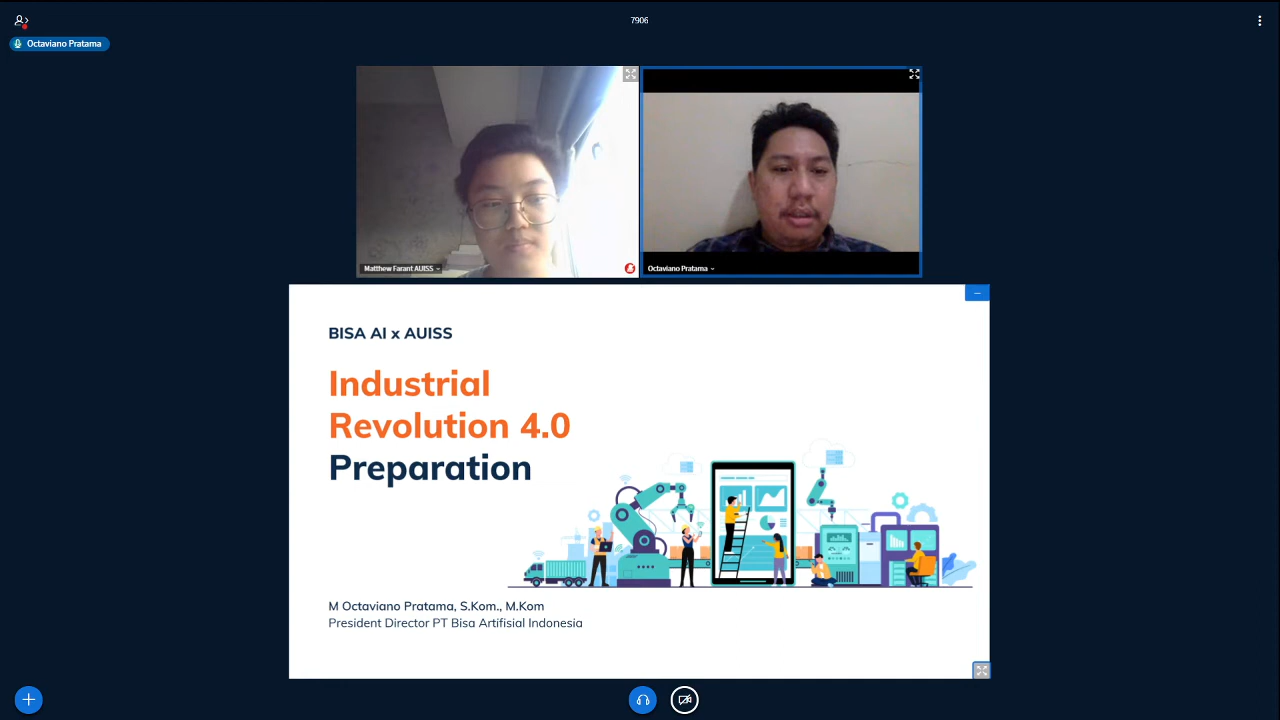 7906
Octaviano Pratama
Matthew Farant AUISS
Octaviano Pratama
BISA AI x AUISS
Industrial
Revolution 4.0
Preparation
M Octaviano Pratama, S.Kom., M.Kom
President Director PT Bisa Artifisial Indonesia